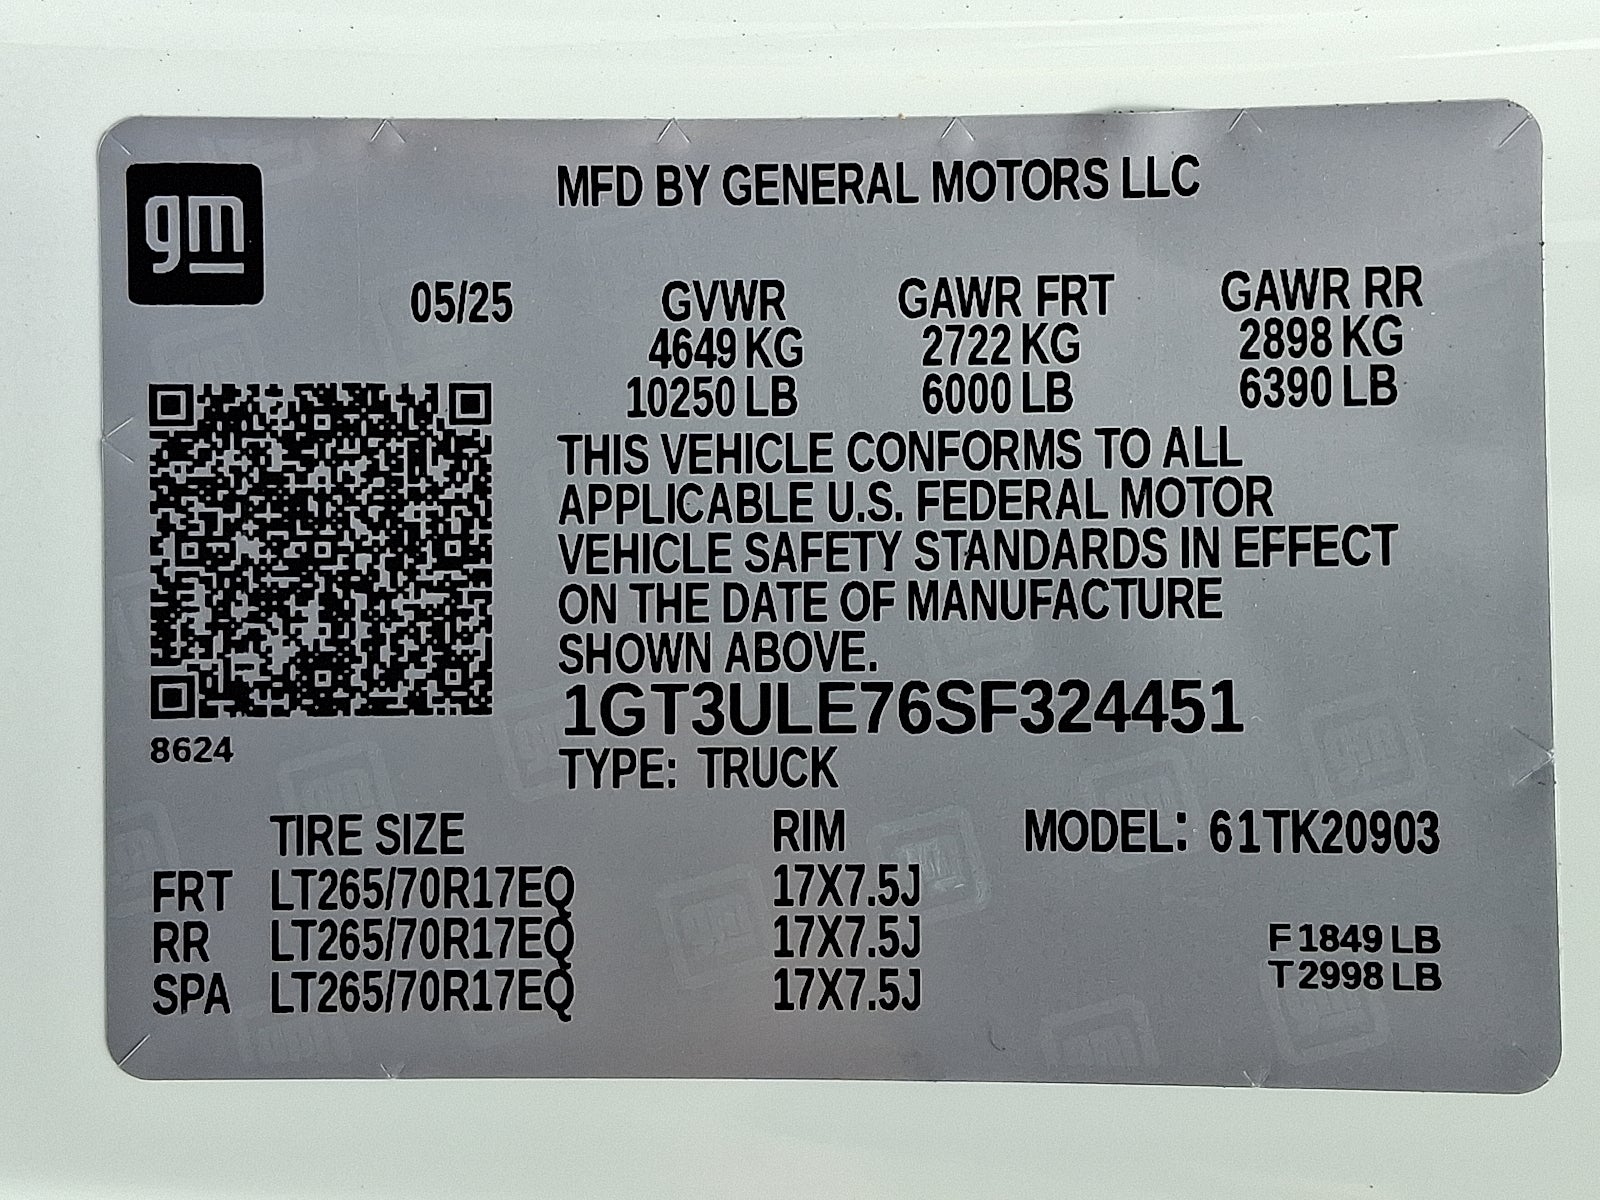 gm
MFD BY GENERAL MOTORS LLC
05/25 GVWR GAWR FRT GAWR RR
4649 KG 2722 KG 2898 KG
10250 LB 6000 LB 6390 LB
THIS VEHICLE CONFORMS TO ALL
APPLICABLE U.S. FEDERAL MOTOR
VEHICLE SAFETY STANDARDS IN EFFECT
ON THE DATE OF MANUFACTURE
SHOWN ABOVE.
1GT3ULE76SF324451
8624
TYPE: TRUCK
TIRE SIZE RIM MODEL: 61TK20903
FRT LT265/70R17EQ 17X7.5J
RR LT265/70R17EQ 17X7.5J
F 1849 LB
T 2998 LB
SPA LT265/70R17EQ 17X7.5J